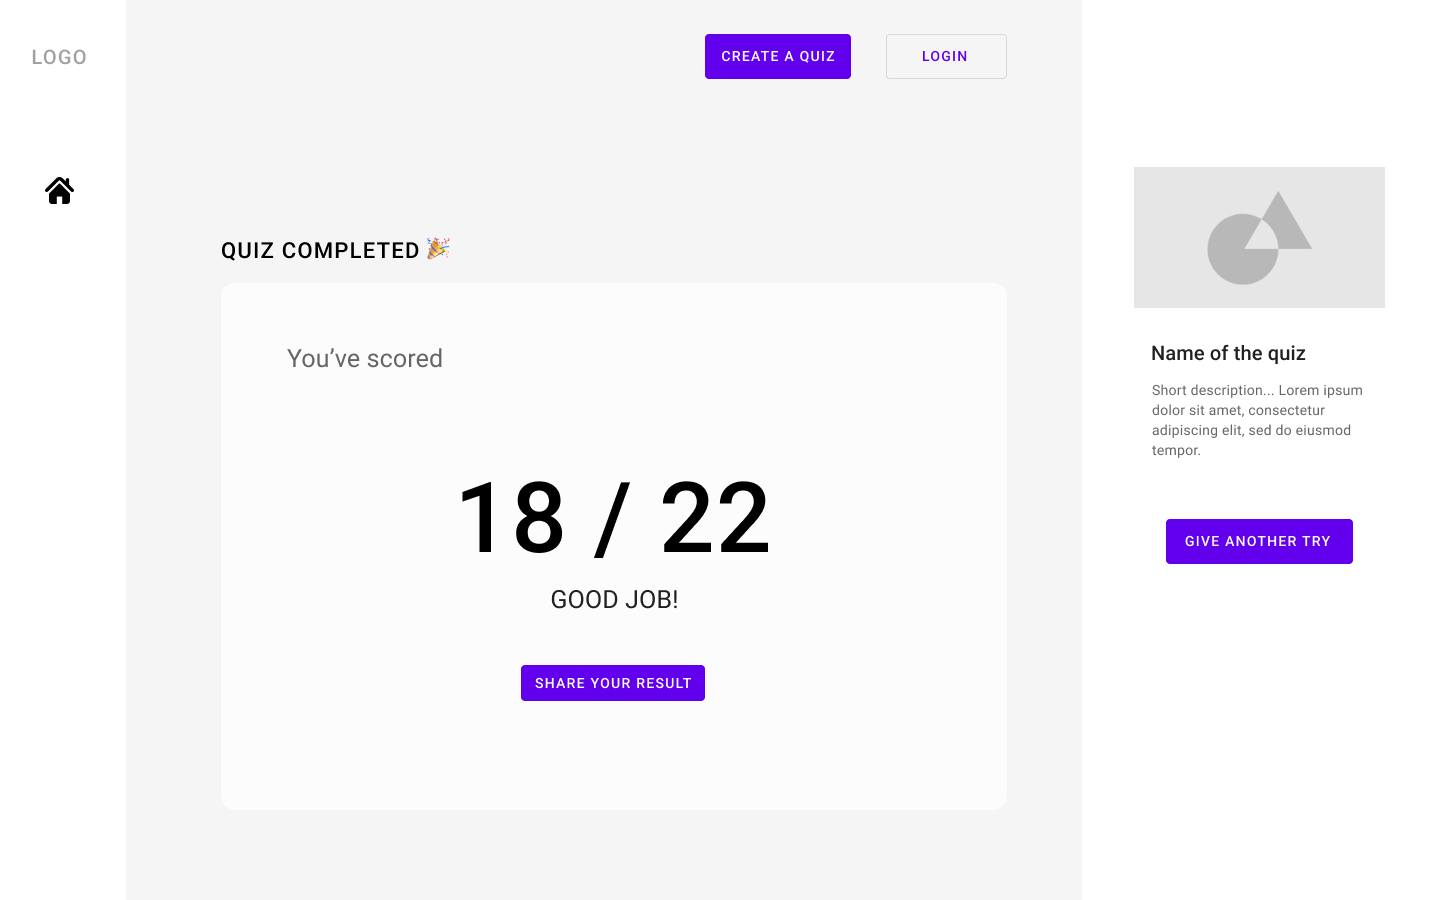 LOGO
CREATE A QUIZ
LOGIN
QUIZ COMPLETED 🎉
You’ve scored
18 / 22
GOOD JOB!
SHARE YOUR RESULT
Name of the quiz
Short description... Lorem ipsum
dolor sit amet, consectetur
adipiscing elit, sed do eiusmod
tempor.
GIVE ANOTHER TRY